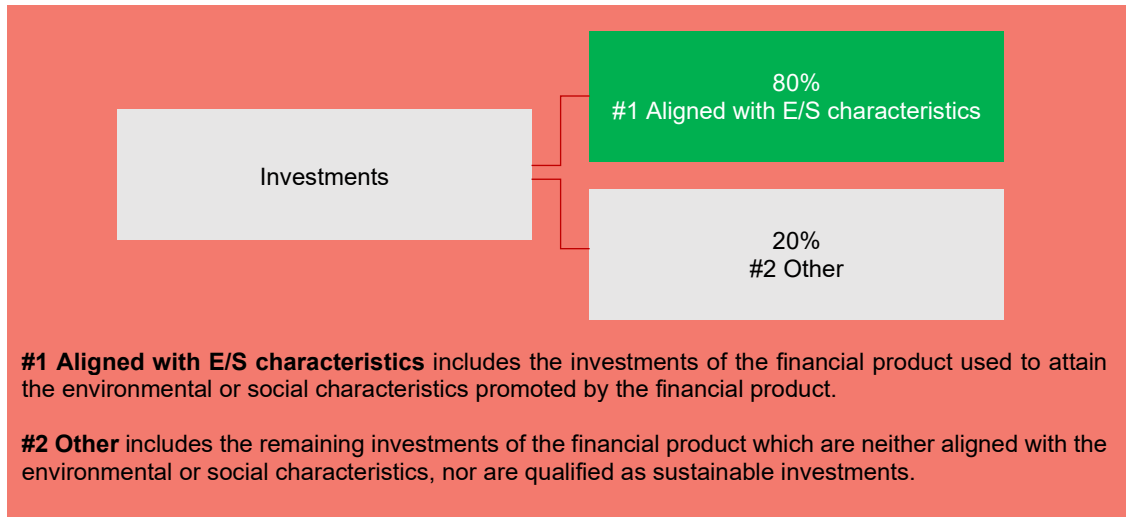 80%
#1 Aligned with E/S characteristics
Investments
20%
#2 Other
#1 Aligned with E/S characteristics includes the investments of the financial product used to attain
the environmental or social characteristics promoted by the financial product.
#2 Other includes the remaining investments of the financial product which are neither aligned with the
environmental or social characteristics, nor are qualified as sustainable investments.